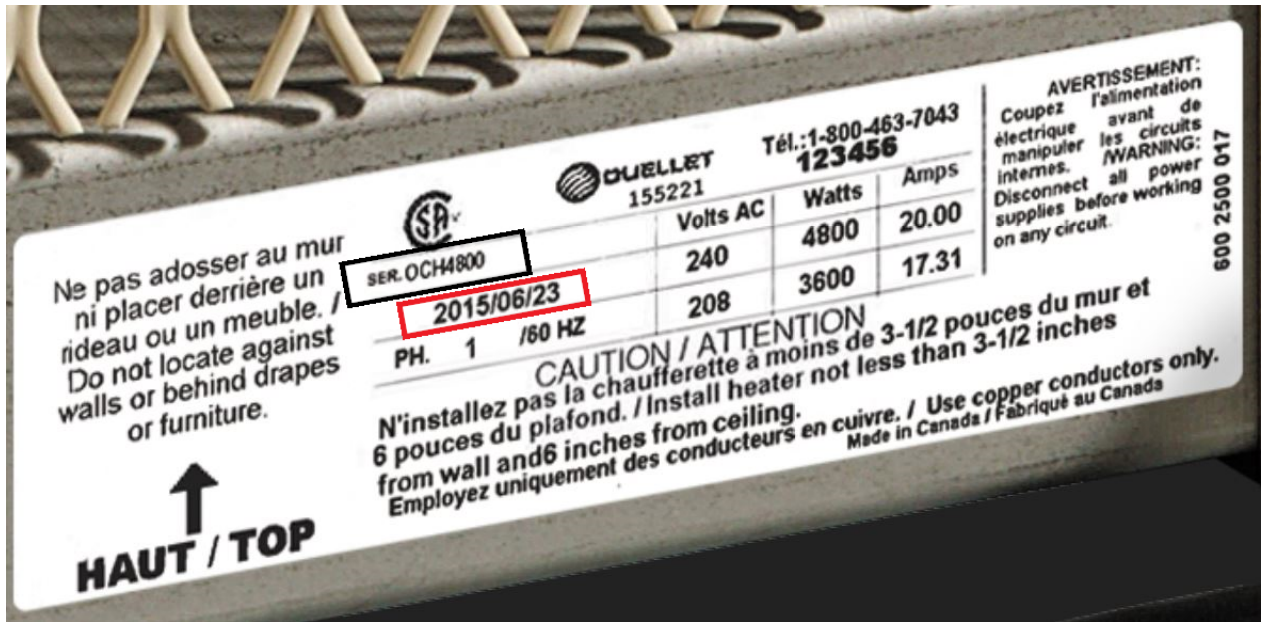 Ne pas adosser au mur
ni placer derrière un
rideau ou un meuble. /
Do not locate against
walls or behind drapes
or furniture.
HAUT / TOP
CSA
SER. OCH4800
2015/06/23
PH. 1 /60 HZ
OUELLET
155221
Tél.:1-800-463-7043
123456
Volts AC Watts Amps
240 4800 20.00
208 3600 17.31
CAUTION / ATTENTION
N'installez pas la chaufferette à moins de 3-1/2 pouces du mur et
6 pouces du plafond. / Install heater not less than 3-1/2 inches
from wall and6 inches from ceiling.
Employez uniquement des conducteurs en cuivre. / Use copper conductors only.
Made in Canada / Fabriqué au Canada
AVERTISSEMENT:
Coupez l'alimentation
électrique avant de
manipuler les circuits
internes. /WARNING:
Disconnect all power
supplies before working
on any circuit.
600 2500 017